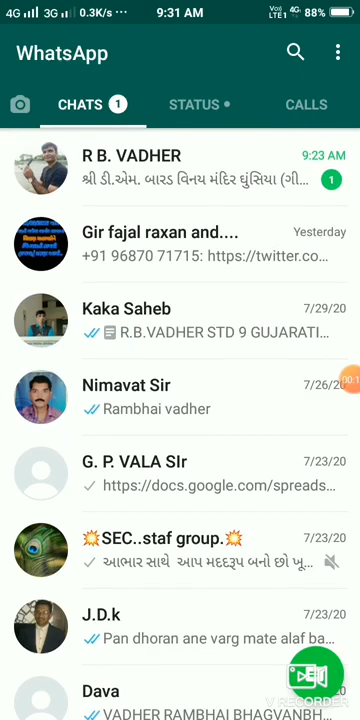 4G 3G 0.3K/s ··· 9:31 AM Vo) LTE1 4G 88%
WhatsApp
CHATS 1 STATUS • CALLS
R B. VADHER 9:23 AM
શ્રી ડી.એમ. બારડ વિનય મંદિર ઘુંસિયા (ગી... 1
Gir fajal raxan and.... Yesterday
+91 96870 71715: https://twitter.co...
Kaka Saheb 7/29/20
R.B.VADHER STD 9 GUJARATI...
Nimavat Sir 7/26/20
Rambhai vadher
00:1
G. P. VALA SIr 7/23/20
https://docs.google.com/spreads...
💥SEC..staf group.💥 7/23/20
આભાર સાથે આપ મદદરૂપ બનો છો ખૂ...
J.D.k 7/23/20
Pan dhoran ane varg mate alaf ba...
Dava 20
VADHER RAMBHAI BHAGVANBH...
V RECORDER